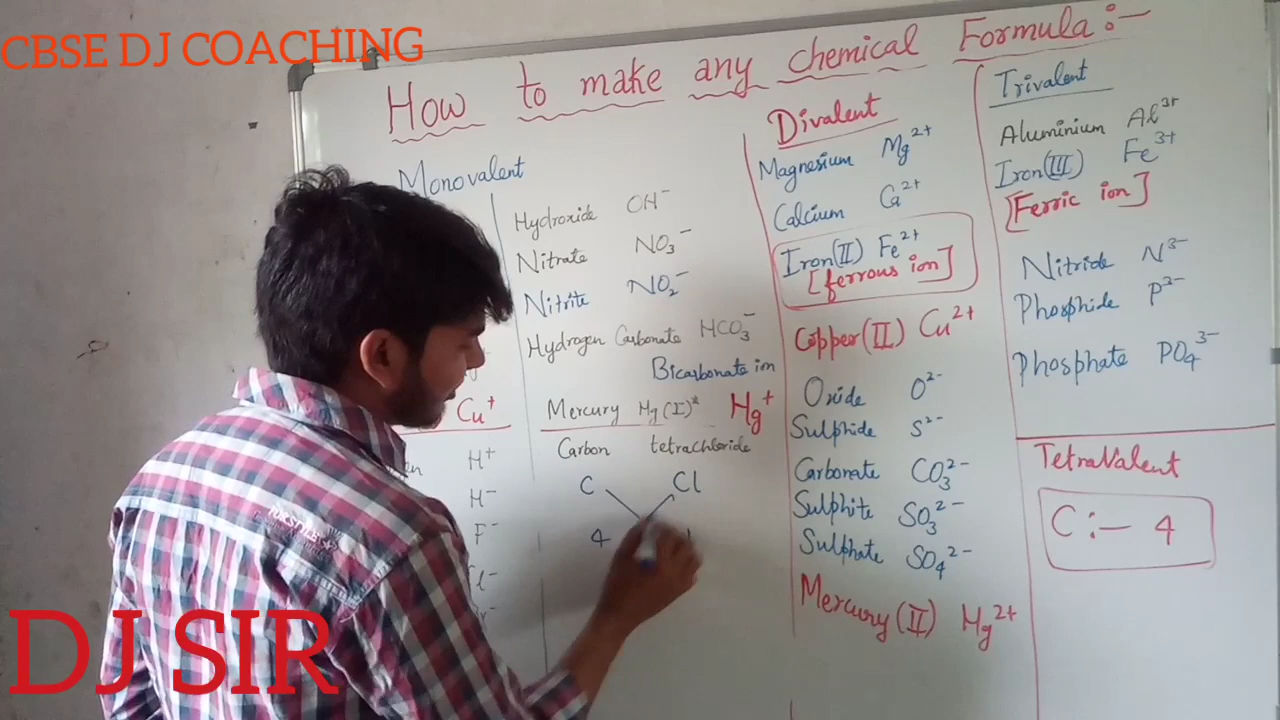 CBSE DJ COACHING
How to make any chemical Formula:-
Monovalent
Hydroxide OH⁻
Nitrate NO₃⁻
Nitrite NO₂⁻
Hydrogen Carbonate HCO₃⁻
Bicarbonate ion
Cu⁺
Mercury Hg(I)* Hg⁺
H⁺
H⁻
F⁻
Carbon tetrachloride
C Cl
4
Divalent
Magnesium Mg²⁺
Calcium Ca²⁺
Iron(II) Fe²⁺
[ferrous ion]
Copper(II) Cu²⁺
Oxide O²⁻
Sulphide S²⁻
Carbonate CO₃²⁻
Sulphite SO₃²⁻
Sulphate SO₄²⁻
Mercury(II) Hg²⁺
Trivalent
Aluminium Al³⁺
Iron(III) Fe³⁺
[Ferric ion]
Nitride N³⁻
Phosphide P³⁻
Phosphate PO₄³⁻
TetraValent
C:- 4
DJ SIR